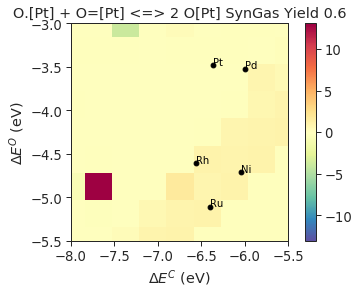 O.[Pt] + O=[Pt] <=> 2 O[Pt] SynGas Yield 0.6
−3.0
−3.5
−4.0
−4.5
−5.0
−5.5
ΔE^O (eV)
Pt
Pd
Rh
Ni
Ru
−8.0 −7.5 −7.0 −6.5 −6.0 −5.5
ΔE^C (eV)
10
5
0
−5
−10